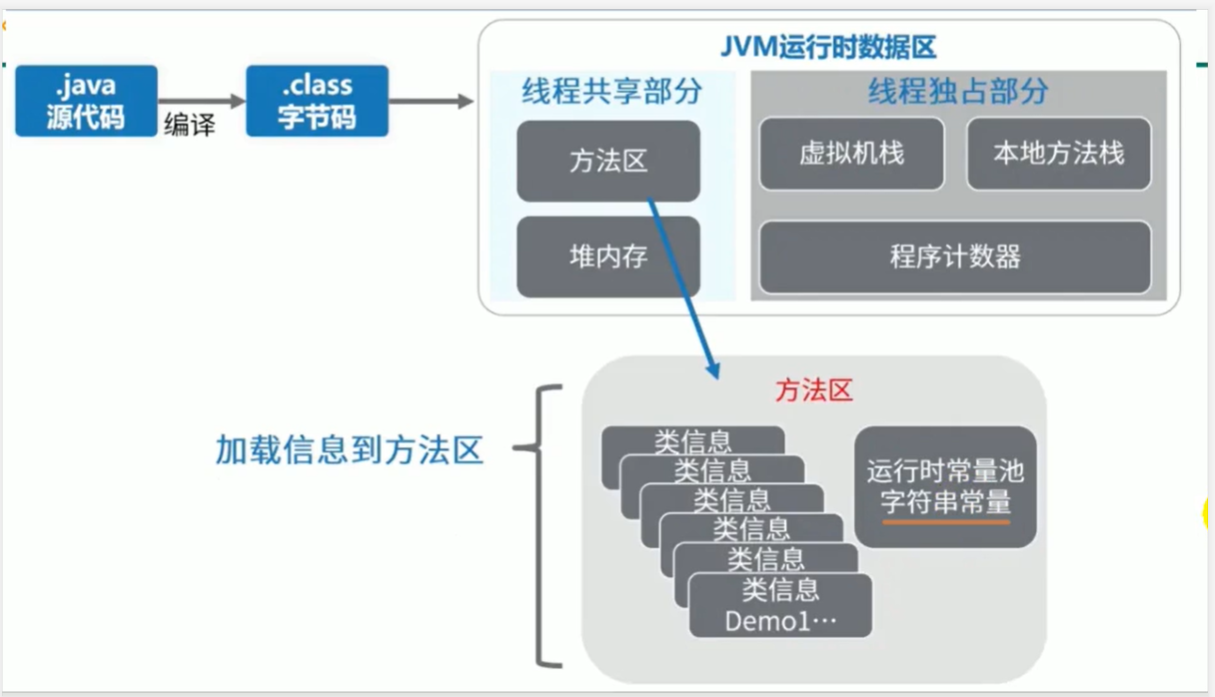 JVM运行时数据区
.java
源代码
编译
.class
字节码
线程共享部分
方法区
堆内存
线程独占部分
虚拟机栈
本地方法栈
程序计数器
加载信息到方法区
方法区
类信息
类信息
类信息
类信息
类信息
类信息
Demo1…
运行时常量池
字符串常量